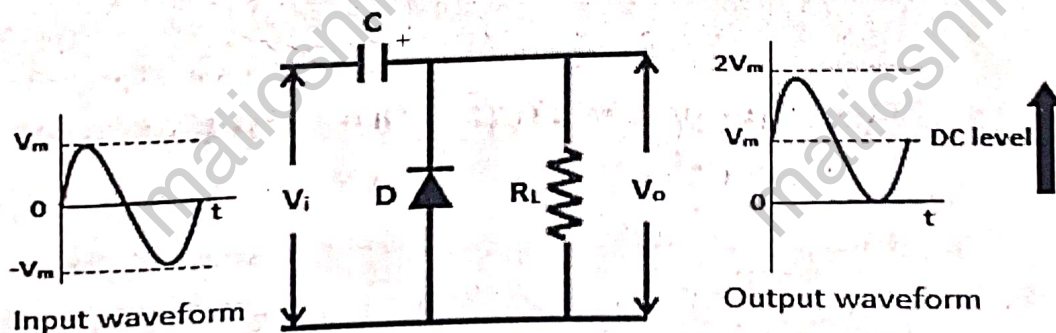 C
+
Vm
0
t
-Vm
Input waveform
Vi
D
RL
Vo
2Vm
Vm
DC level
0
t
Output waveform